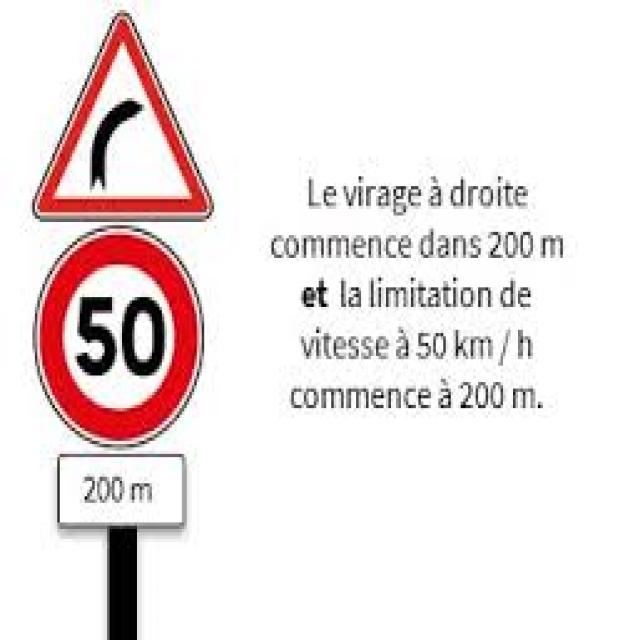 50
200 m
Le virage à droite
commence dans 200 m
et la limitation de
vitesse à 50 km / h
commence à 200 m.